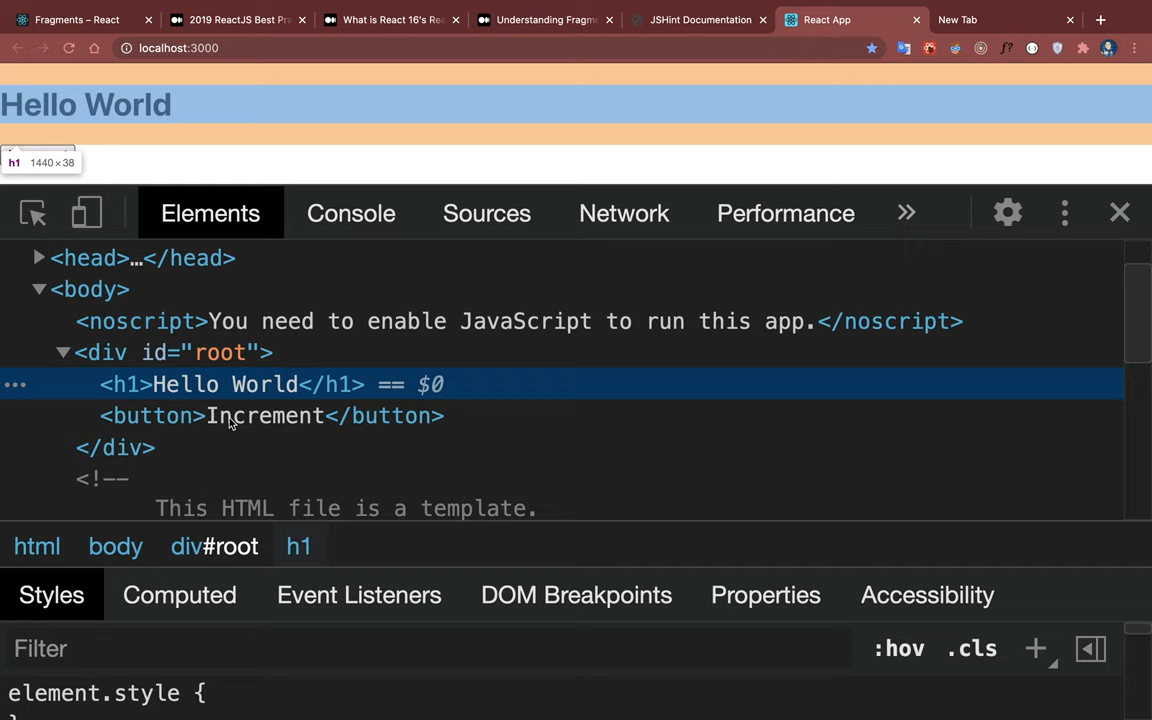 Fragments – React
2019 ReactJS Best Pra
What is React 16's Rea
Understanding Fragme
JSHint Documentation
React App
New Tab
localhost:3000
f?
Hello World
h1 1440×38
Elements
Console
Sources
Network
Performance
<head>…</head>
<body>
<noscript>You need to enable JavaScript to run this app.</noscript>
<div id="root">
<h1>Hello World</h1> == $0
<button>Increment</button>
</div>
<!--
This HTML file is a template.
html body div#root h1
Styles Computed Event Listeners DOM Breakpoints Properties Accessibility
Filter
:hov .cls
element.style {